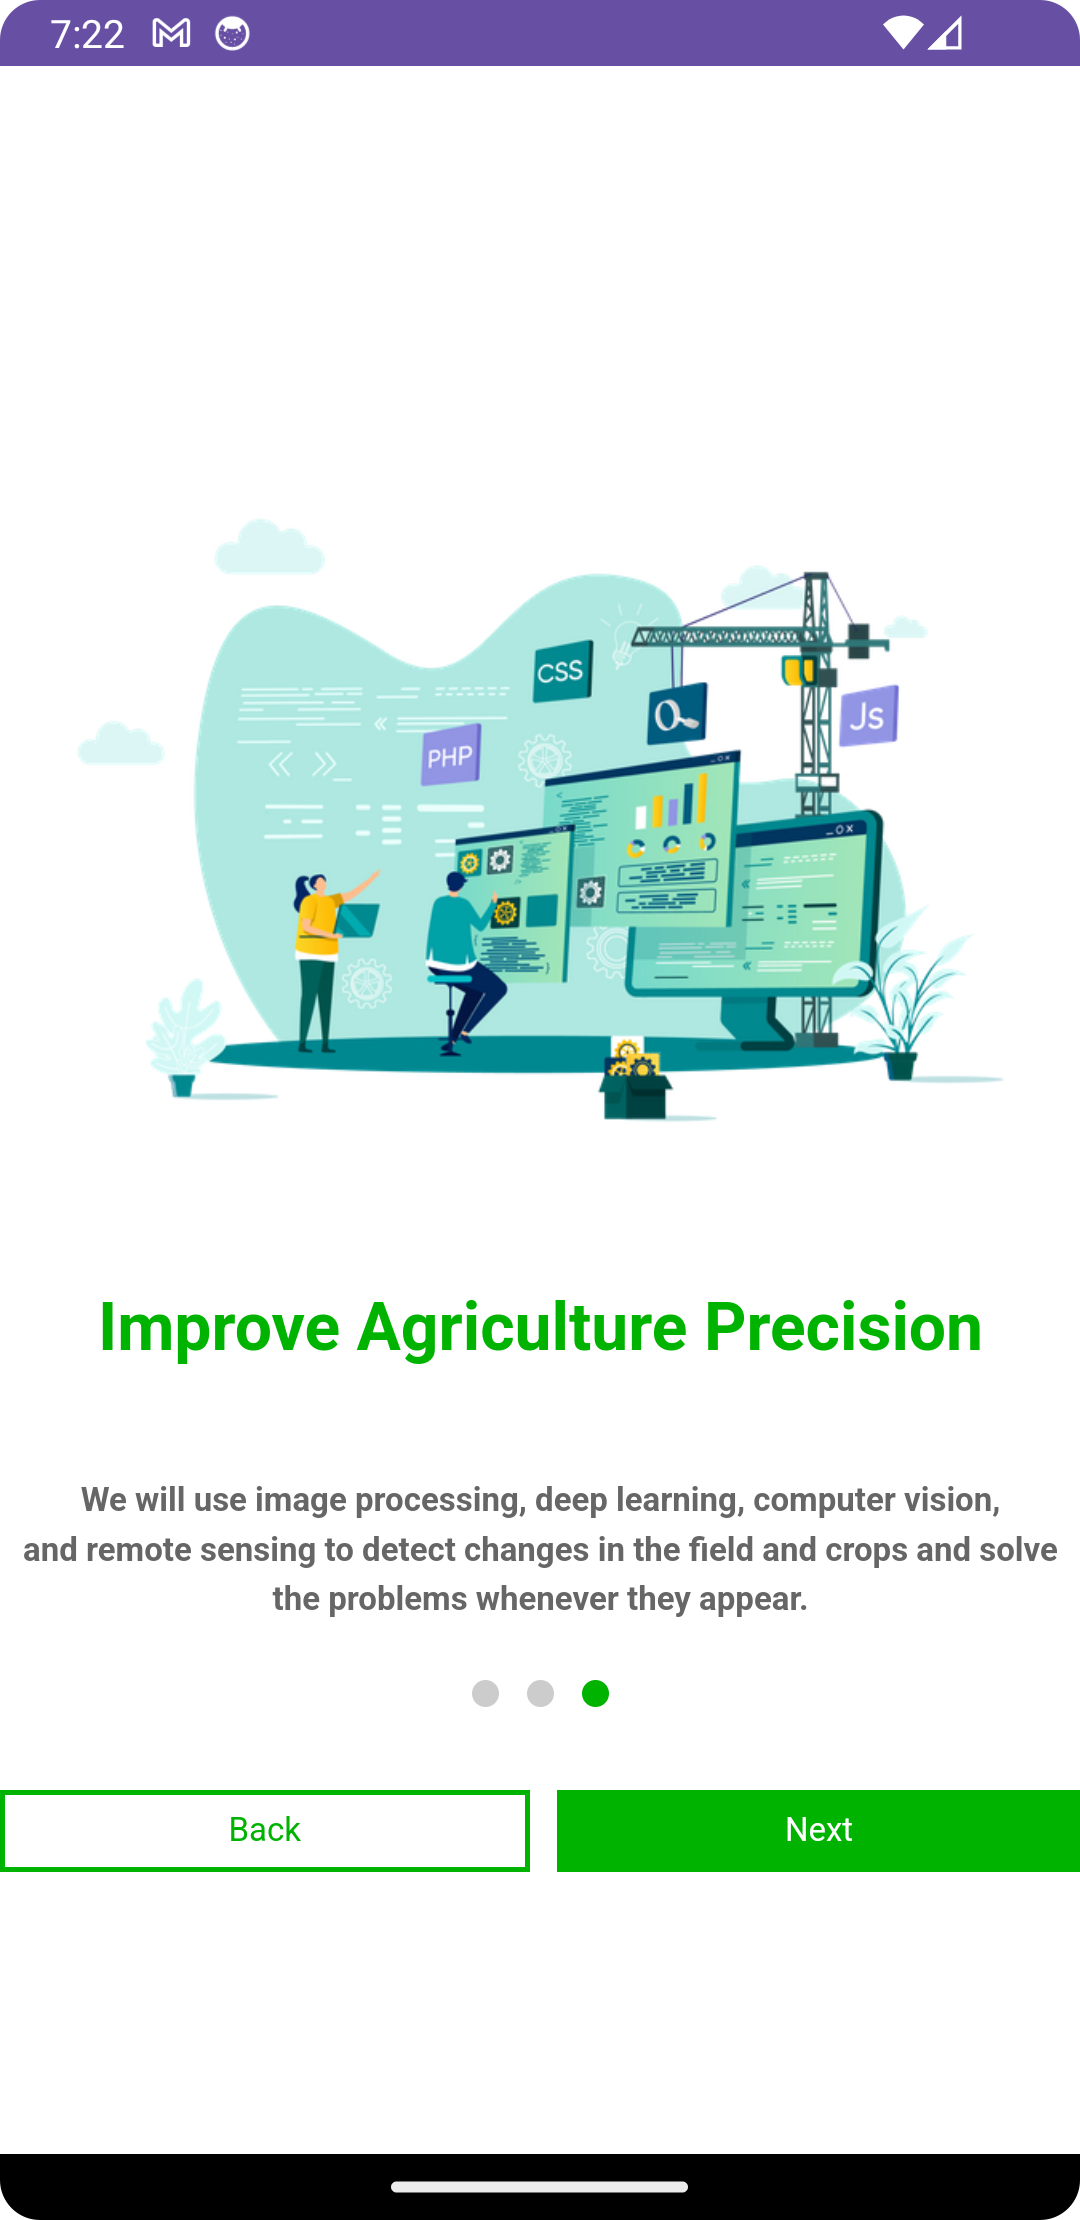 7:22
CSS
PHP
Js
Improve Agriculture Precision
We will use image processing, deep learning, computer vision,
and remote sensing to detect changes in the field and crops and solve
the problems whenever they appear.
Back
Next